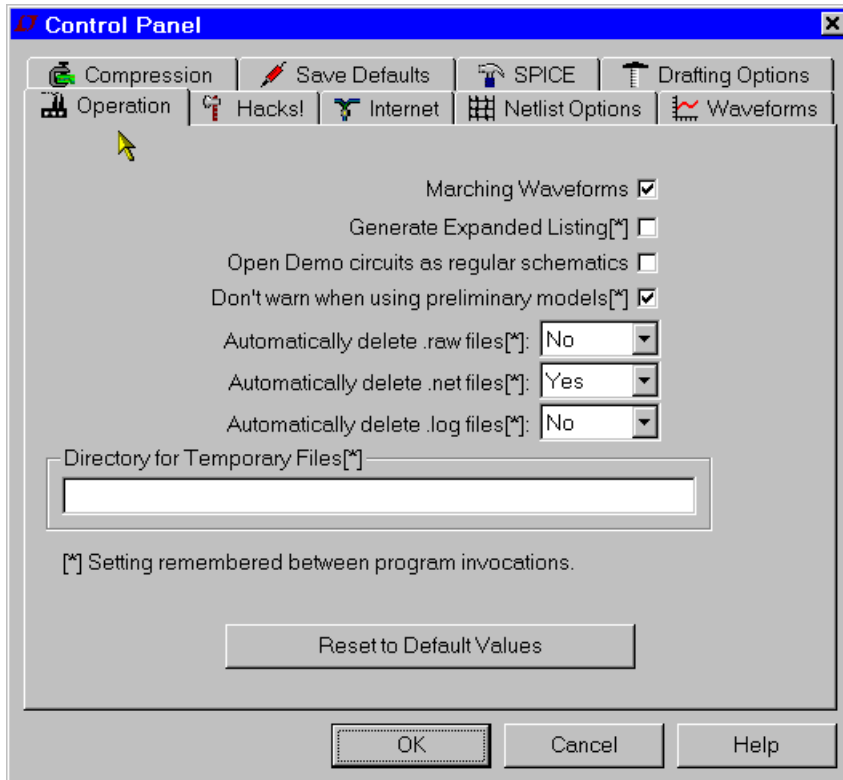 Control Panel
Compression
Save Defaults
SPICE
Drafting Options
Operation
Hacks!
Internet
Netlist Options
Waveforms
Marching Waveforms
Generate Expanded Listing[*]
Open Demo circuits as regular schematics
Don't warn when using preliminary models[*]
Automatically delete .raw files[*]: No
Automatically delete .net files[*]: Yes
Automatically delete .log files[*]: No
Directory for Temporary Files[*]
[*] Setting remembered between program invocations.
Reset to Default Values
OK
Cancel
Help